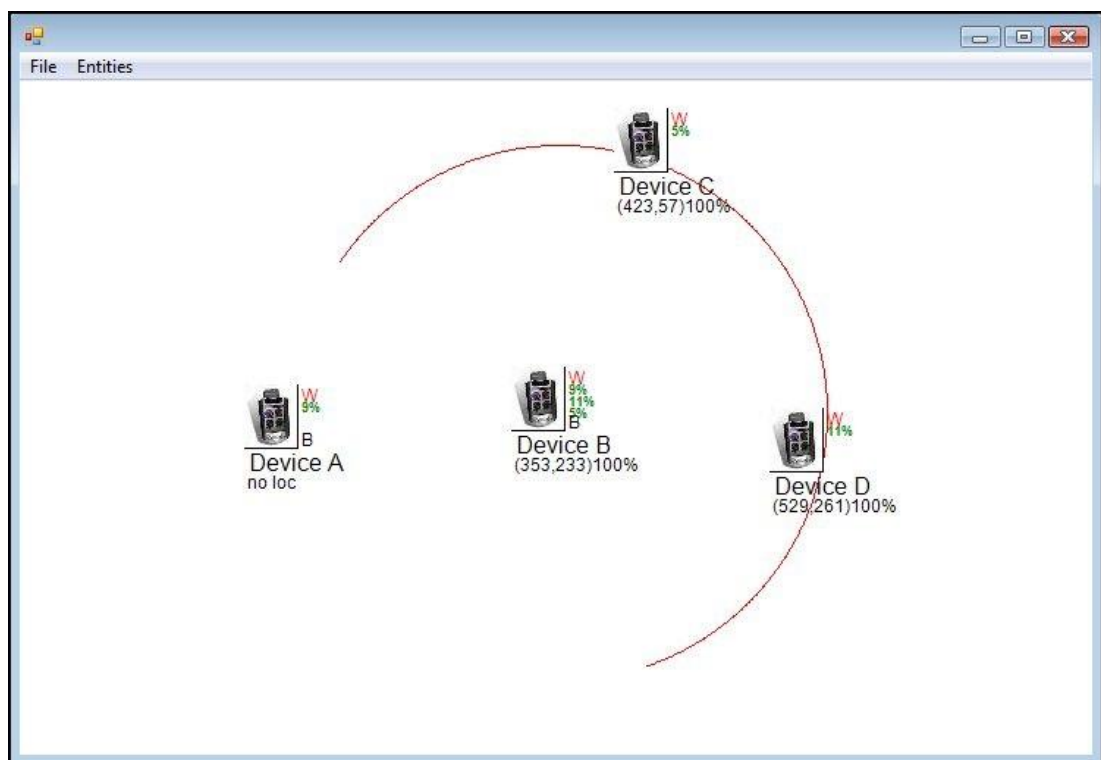 File Entities
W
5%
Device C
(423,57)100%
W
9%
B
Device A
no loc
W
9%
11%
5%
B
Device B
(353,233)100%
W
11%
Device D
(529,261)100%